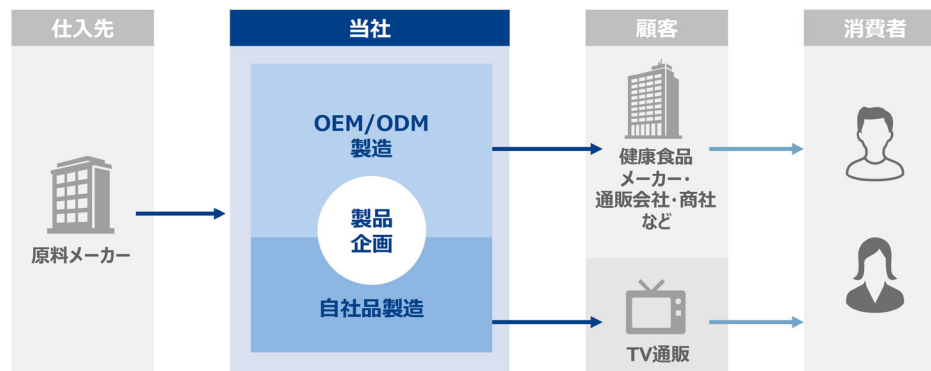 仕入先
原料メーカー
当社
OEM/ODM
製造
製品
企画
自社品製造
顧客
健康食品
メーカー・
通販会社・商社
など
TV通販
消費者